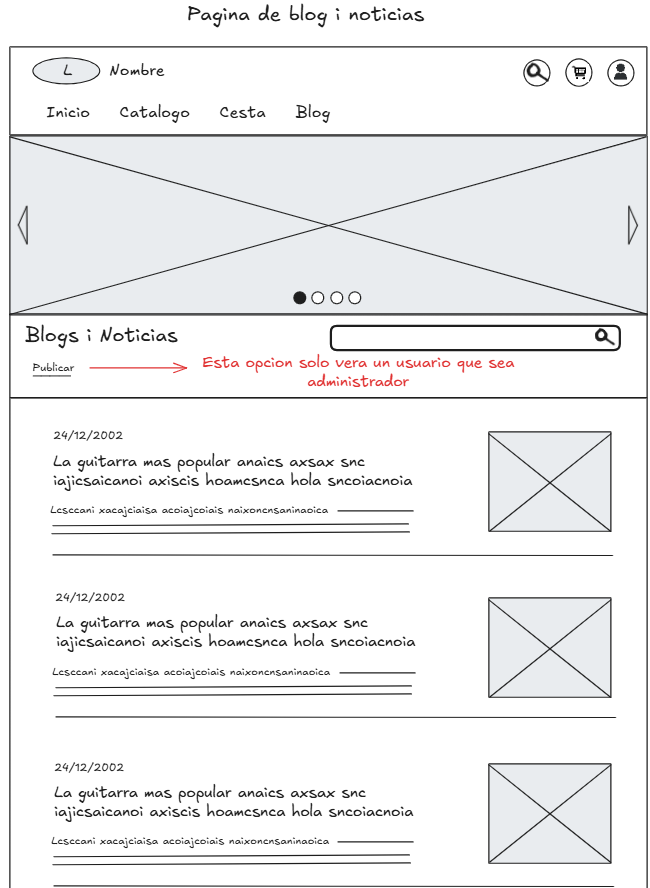 Pagina de blog i noticias
L Nombre
Inicio Catalogo Cesta Blog
Blogs i Noticias
Publicar
Esta opcion solo vera un usuario que sea
administrador
24/12/2002
La guitarra mas popular anaics axsax snc
iajicsaicanoi axiscis hoamcsnca hola sncoiacnoia
Lcsccani xacajciaisa acoiajcoiais naixoncnsaninaoica
24/12/2002
La guitarra mas popular anaics axsax snc
iajicsaicanoi axiscis hoamcsnca hola sncoiacnoia
Lcsccani xacajciaisa acoiajcoiais naixoncnsaninaoica
24/12/2002
La guitarra mas popular anaics axsax snc
iajicsaicanoi axiscis hoamcsnca hola sncoiacnoia
Lcsccani xacajciaisa acoiajcoiais naixoncnsaninaoica